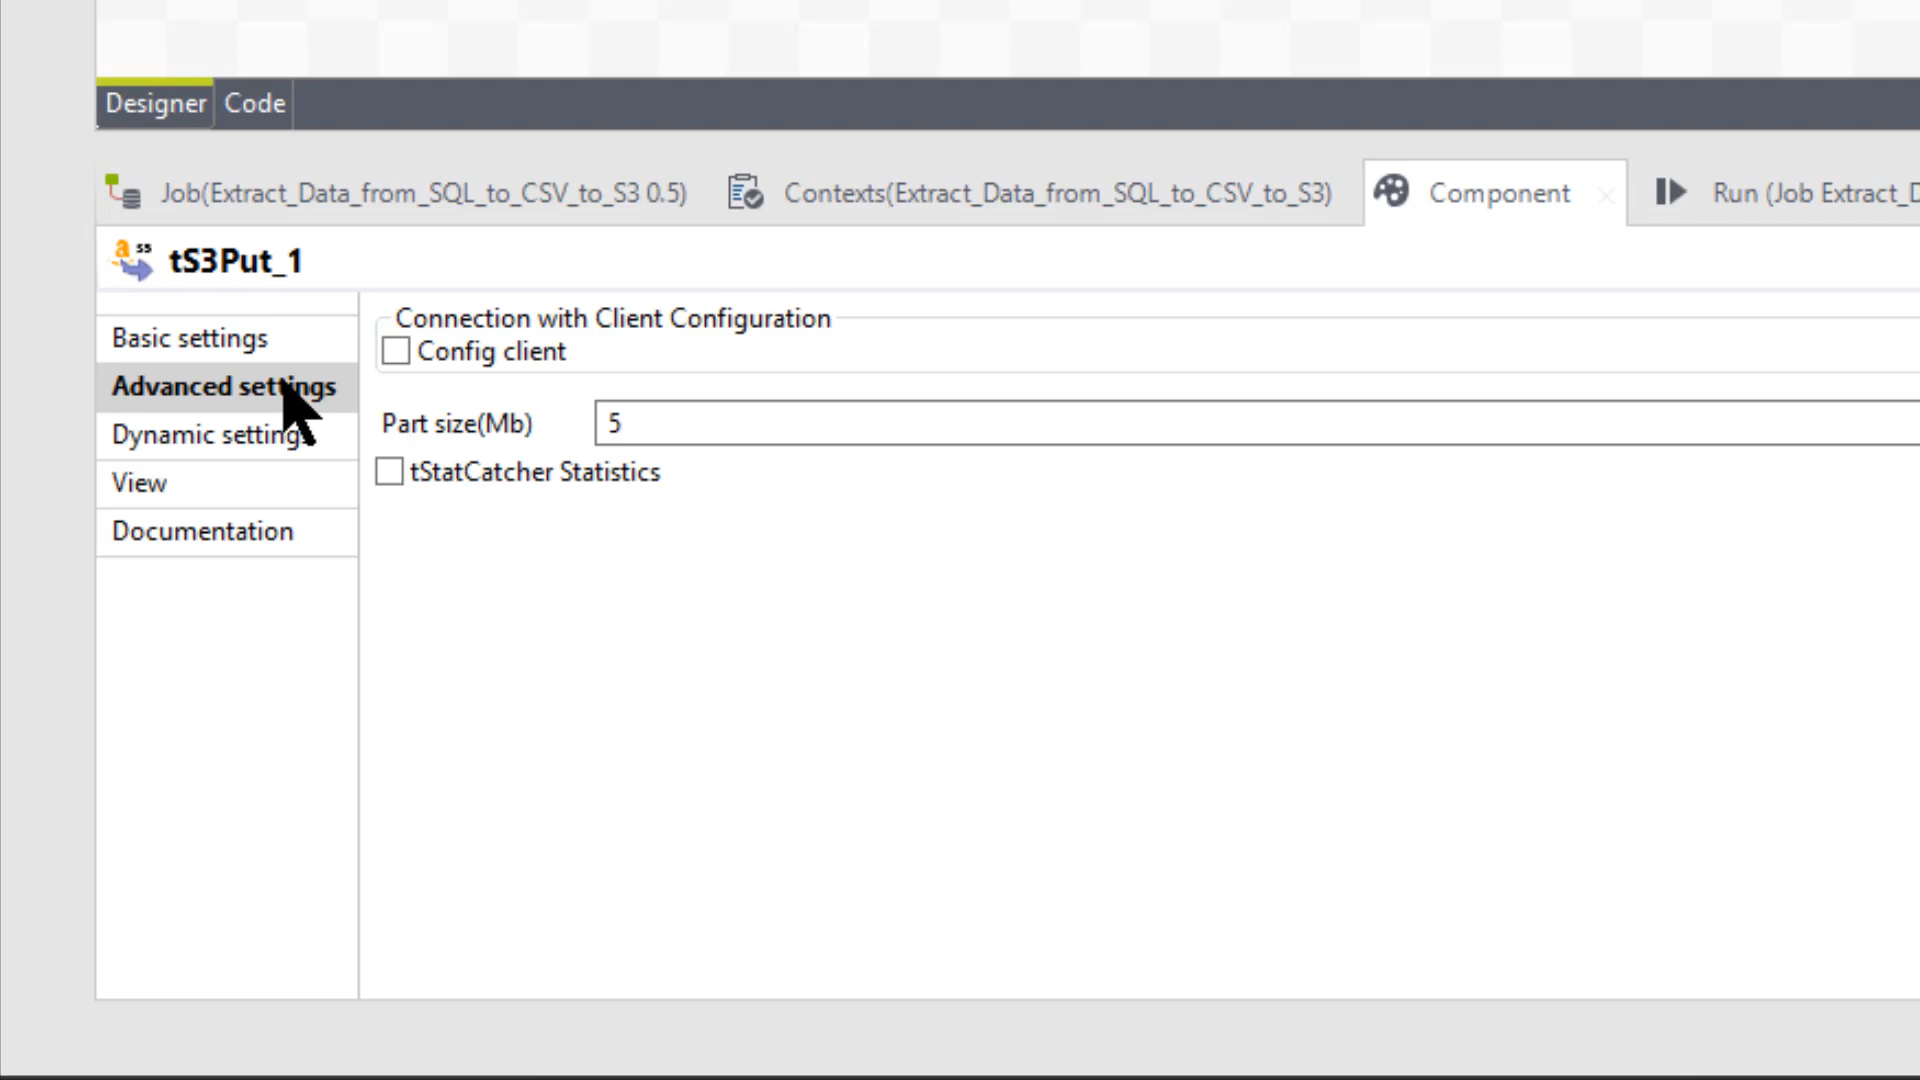 Designer Code
Job(Extract_Data_from_SQL_to_CSV_to_S3 0.5) Contexts(Extract_Data_from_SQL_to_CSV_to_S3) Component Run (Job Extract_D
tS3Put_1
Basic settings
Advanced settings
Dynamic settings
View
Documentation
Connection with Client Configuration
Config client
Part size(Mb) 5
tStatCatcher Statistics